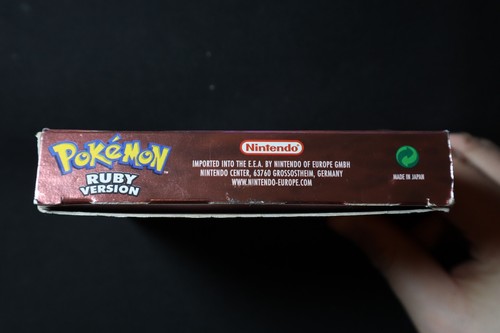 POKéMON™
RUBY
VERSION
Nintendo®
IMPORTED INTO THE E.E.A. BY NINTENDO OF EUROPE GMBH
NINTENDO CENTER, 63760 GROSSOSTHEIM, GERMANY
WWW.NINTENDO-EUROPE.COM
MADE IN JAPAN